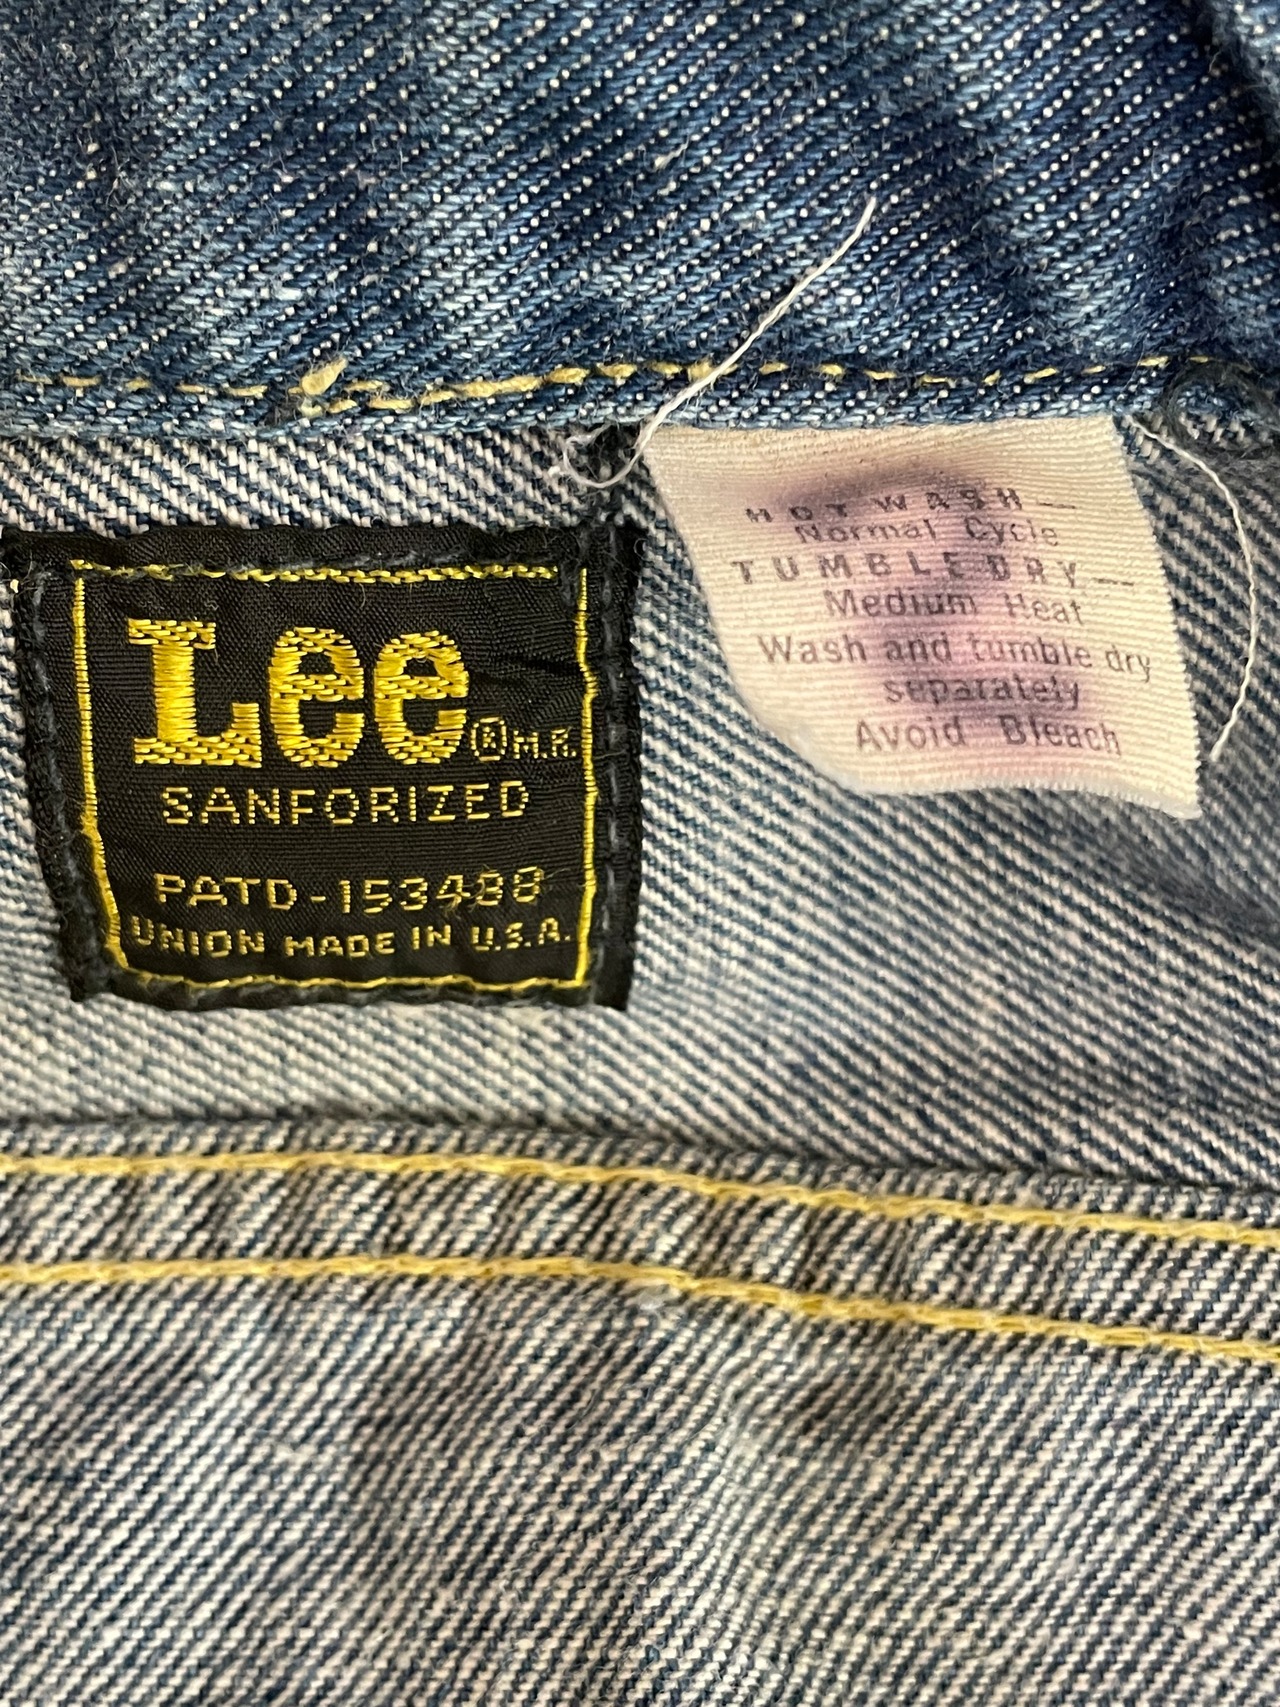 Lee ® M.R.
SANFORIZED
PATD-153488
UNION MADE IN U.S.A.
HOT WASH—
Normal Cycle
TUMBLE DRY—
Medium Heat
Wash and tumble dry
separately
Avoid Bleach